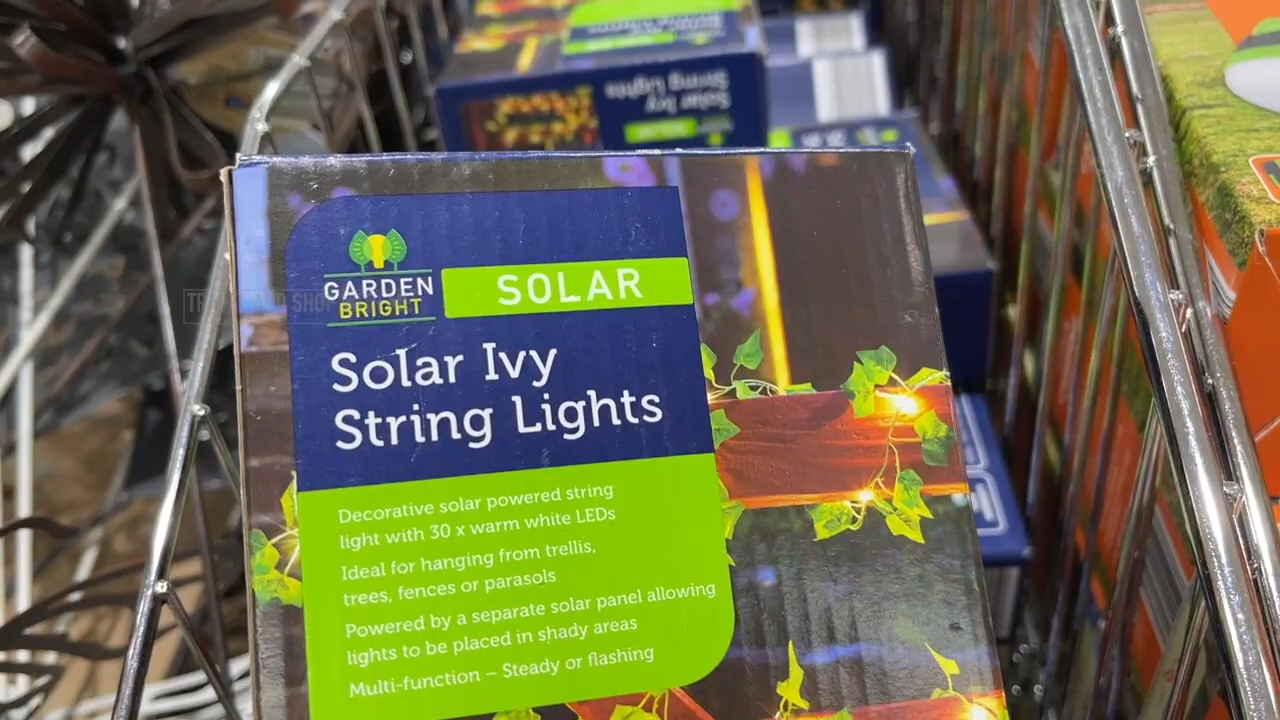 Solar Ivy
String Lights
GARDEN
BRIGHT
SOLAR
Solar Ivy
String Lights
Decorative solar powered string
light with 30 x warm white LEDs
Ideal for hanging from trellis,
trees, fences or parasols
Powered by a separate solar panel allowing
lights to be placed in shady areas
Multi-function – Steady or flashing